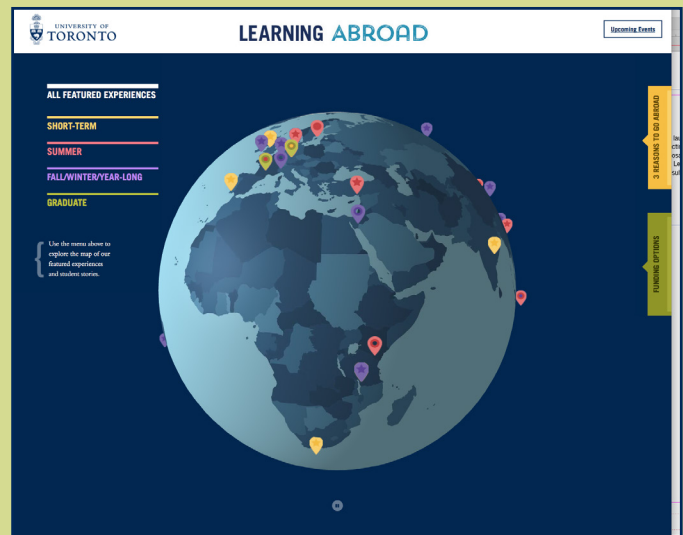 UNIVERSITY OF
TORONTO
LEARNING ABROAD
Upcoming Events
ALL FEATURED EXPERIENCES
SHORT-TERM
SUMMER
FALL/WINTER/YEAR-LONG
GRADUATE
Use the menu above to
explore the map of our
featured experiences
and student stories.
3 REASONS TO GO ABROAD
FUNDING OPTIONS